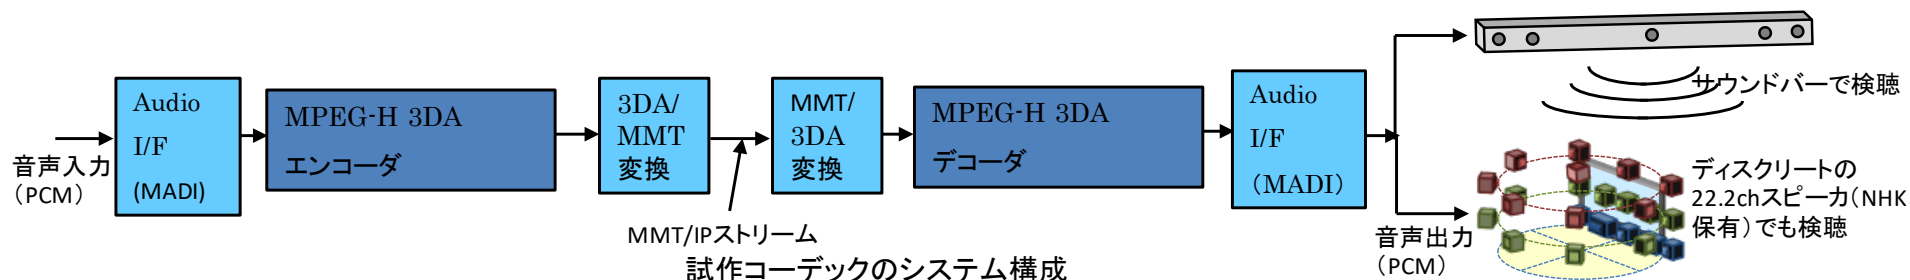 音声入力
（PCM）
Audio
I/F
(MADI)
MPEG-H 3DA
エンコーダ
3DA/
MMT
変換
MMT/IPストリーム
MMT/
3DA
変換
MPEG-H 3DA
デコーダ
Audio
I/F
（MADI）
音声出力
（PCM）
サウンドバーで検聴
ディスクリートの
22.2chスピーカ（NHK
保有）でも検聴
試作コーデックのシステム構成